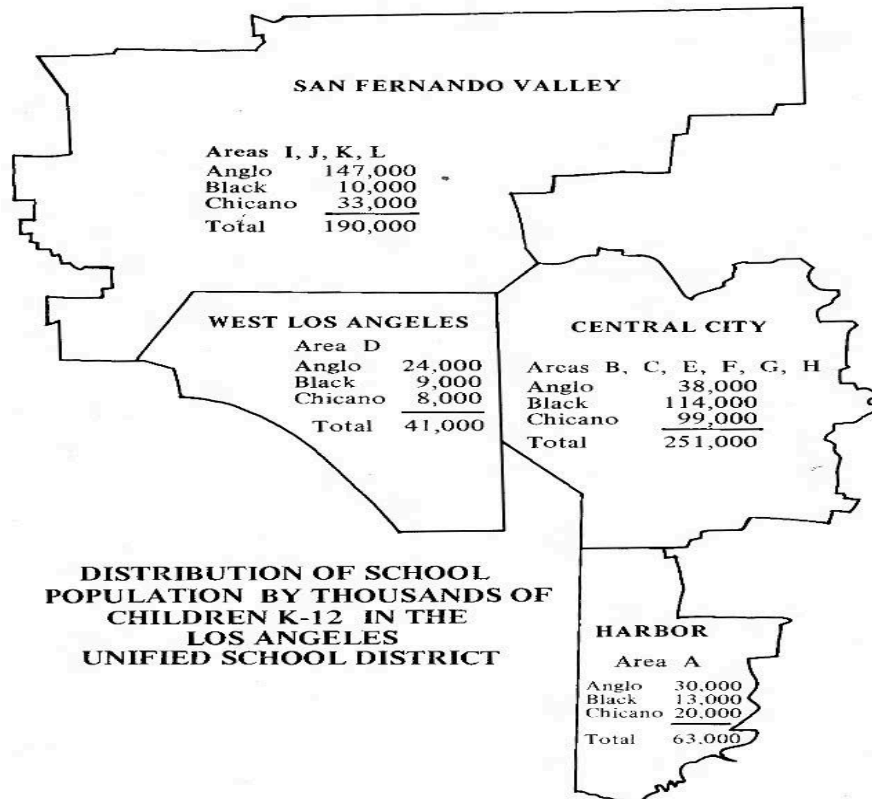 SAN FERNANDO VALLEY
Areas I, J, K, L
Anglo 147,000
Black 10,000
Chicano 33,000
Total 190,000
WEST LOS ANGELES
Area D
Anglo 24,000
Black 9,000
Chicano 8,000
Total 41,000
CENTRAL CITY
Areas B, C, E, F, G, H
Anglo 38,000
Black 114,000
Chicano 99,000
Total 251,000
DISTRIBUTION OF SCHOOL
POPULATION BY THOUSANDS OF
CHILDREN K-12 IN THE
LOS ANGELES
UNIFIED SCHOOL DISTRICT
HARBOR
Area A
Anglo 30,000
Black 13,000
Chicano 20,000
Total 63,000